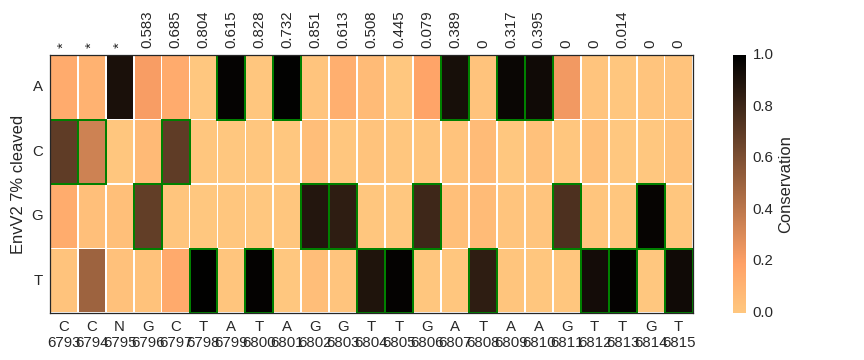 * * * 0.583 0.685 0.804 0.615 0.828 0.732 0.851 0.613 0.508 0.445 0.079 0.389 0 0.317 0.395 0 0 0.014 0 0
EnvV2 7% cleaved
A
C
G
T
C C N G C T A T A G G T T G A T A A G T T G T
6793 6794 6795 6796 6797 6798 6799 6800 6801 6802 6803 6804 6805 6806 6807 6808 6809 6810 6811 6812 6813 6814 6815
1.0
0.8
0.6
0.4
0.2
0.0
Conservation